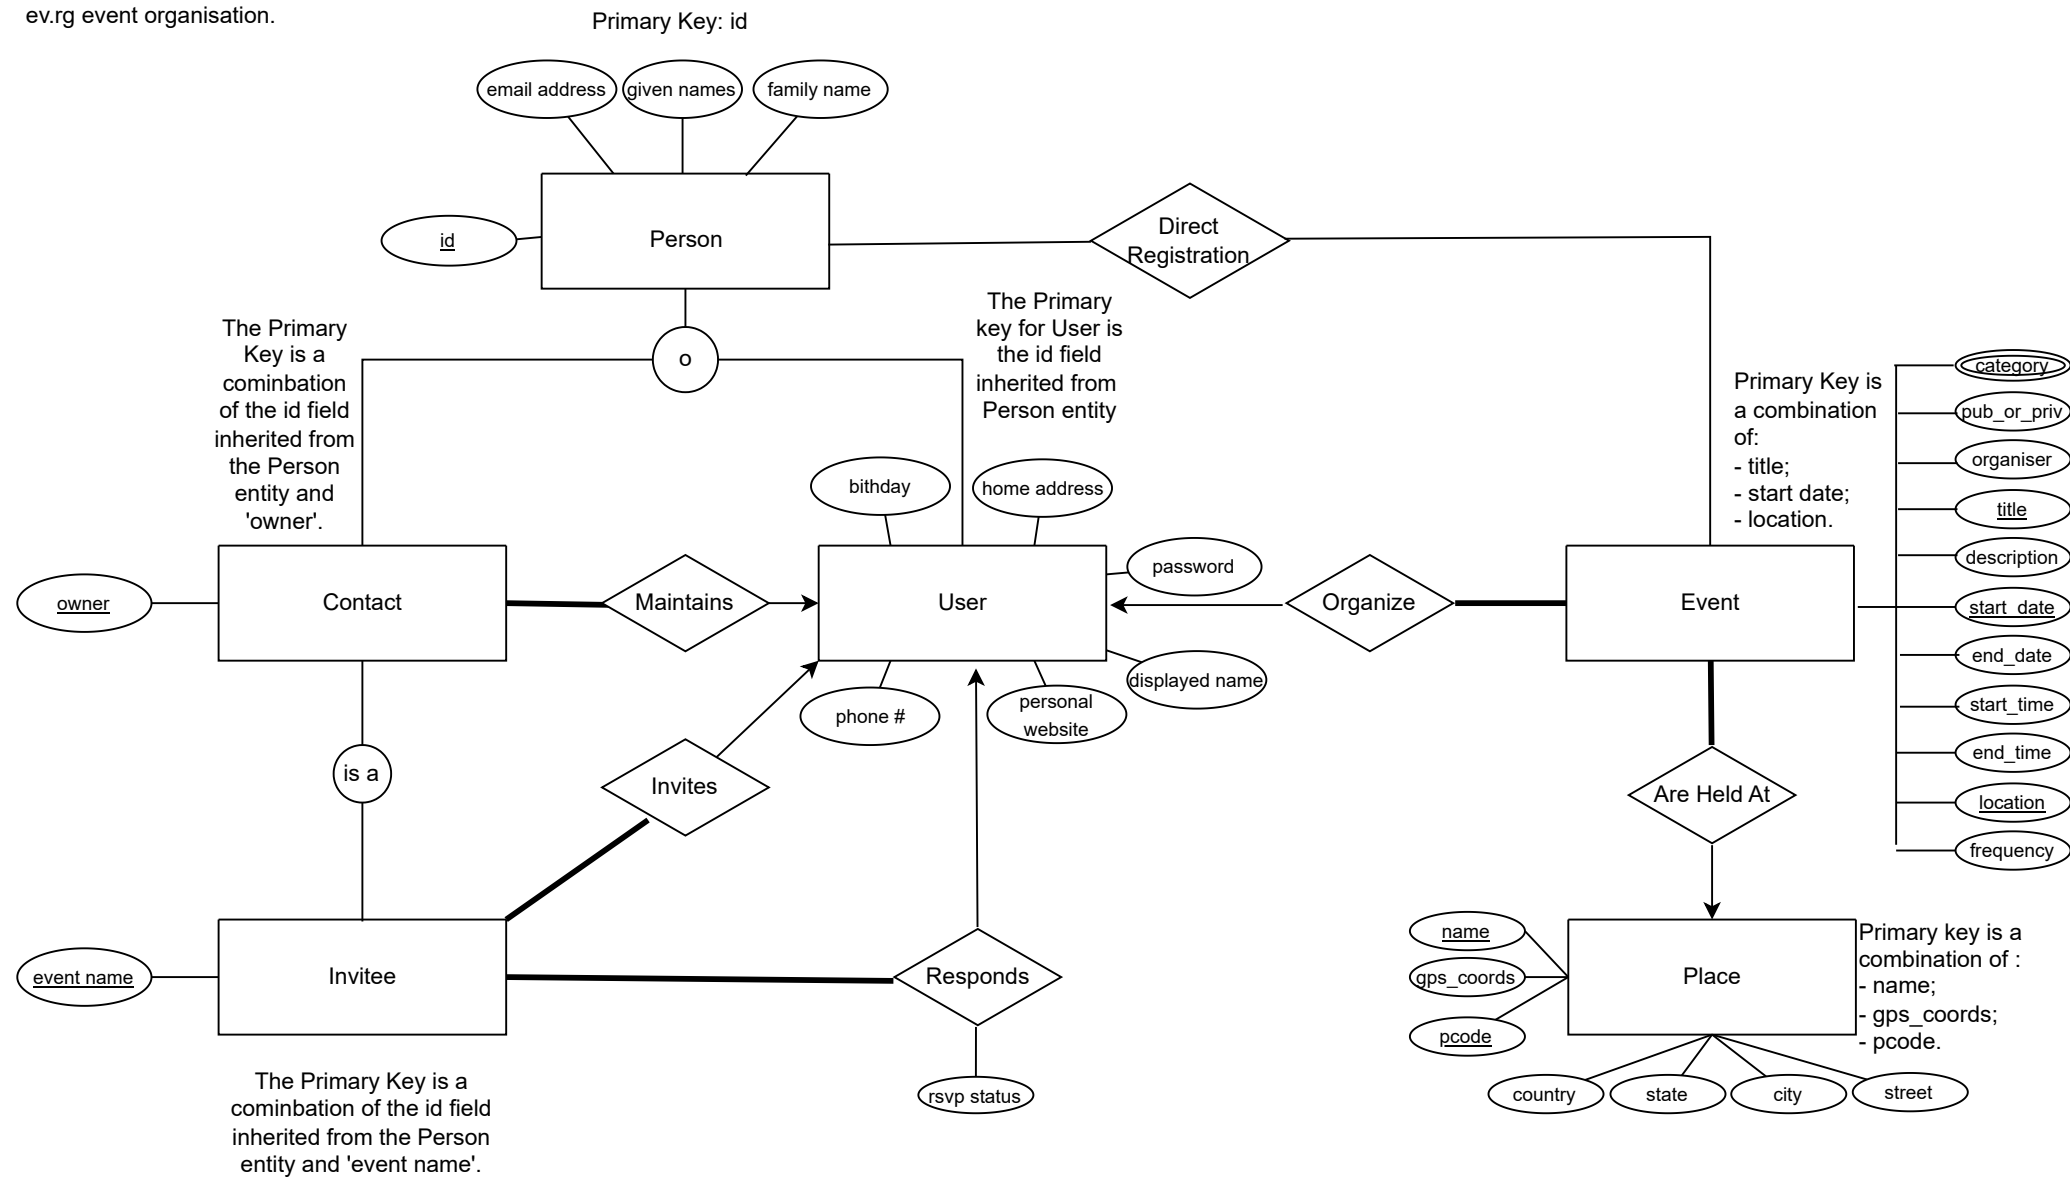 ev.rg event organisation.
Primary Key: id
email address
given names
family name
id
Person
Direct
Registration
The Primary
Key is a
cominbation
of the id field
inherited from
the Person
entity and
'owner'.
o
The Primary
key for User is
the id field
inherited from
Person entity
Primary Key is
a combination
of:
- title;
- start date;
- location.
category
pub_or_priv
organiser
title
description
start_date
end_date
start_time
end_time
location
frequency
bithday
home address
password
owner
Contact
Maintains
User
Organize
Event
displayed name
phone #
personal
website
is a
Invites
Are Held At
event name
Invitee
Responds
rsvp status
name
gps_coords
pcode
Place
Primary key is a
combination of :
- name;
- gps_coords;
- pcode.
country
state
city
street
The Primary Key is a
cominbation of the id field
inherited from the Person
entity and 'event name'.